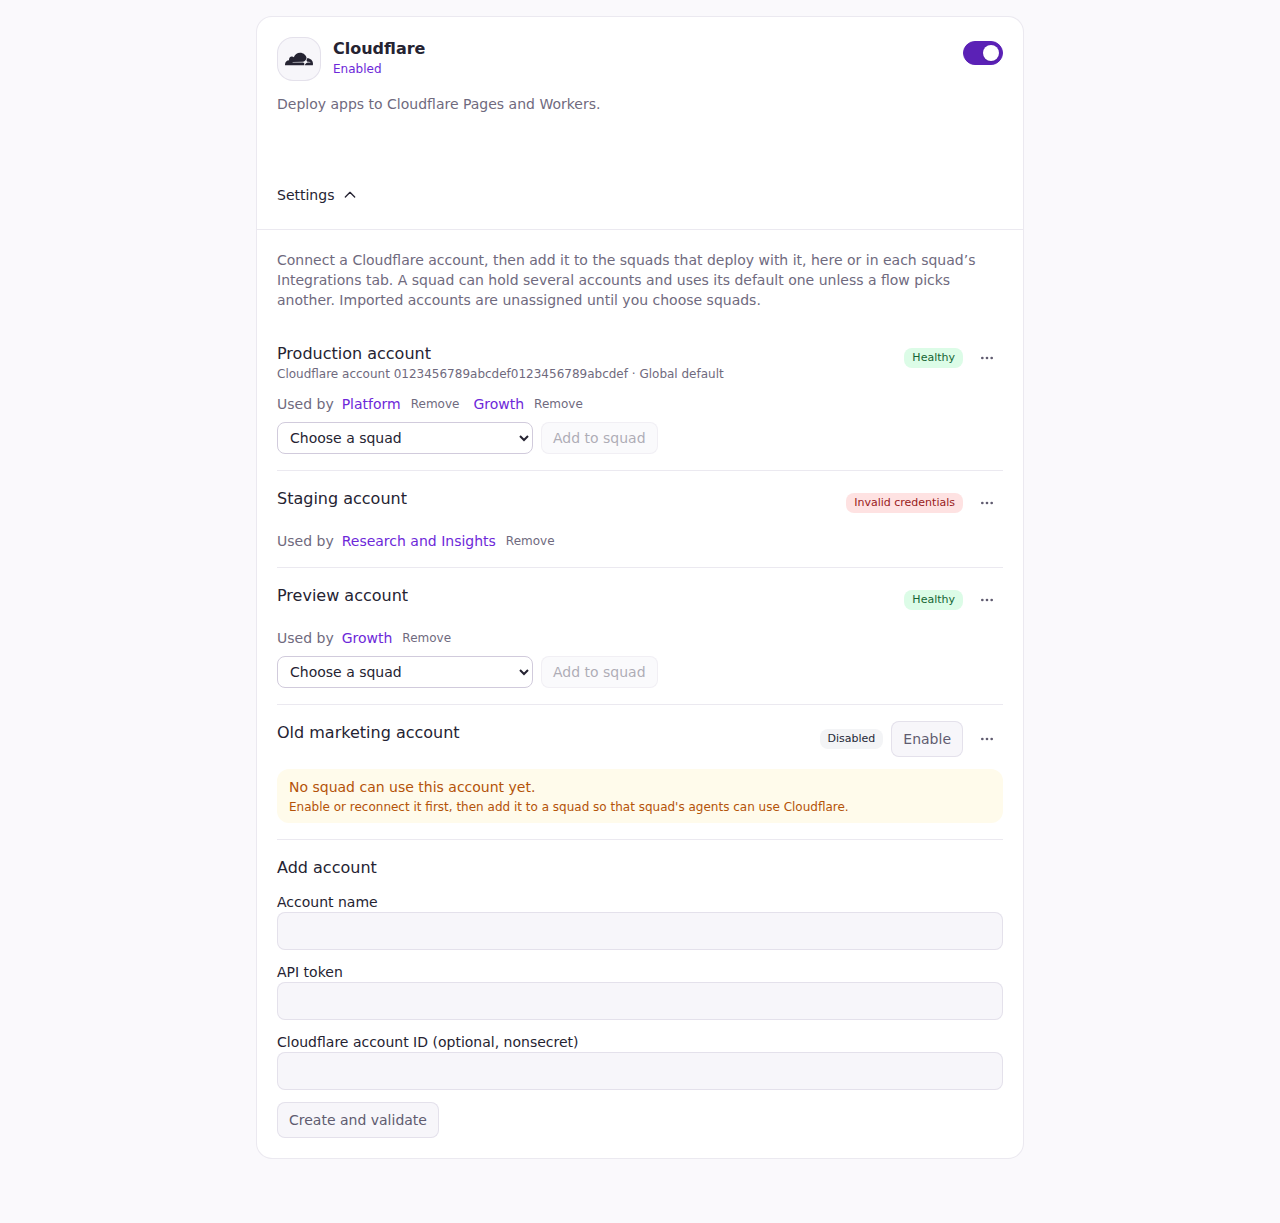 Cloudflare
Enabled
Deploy apps to Cloudflare Pages and Workers.
Settings
Connect a Cloudflare account, then add it to the squads that deploy with it, here or in each squad’s
Integrations tab. A squad can hold several accounts and uses its default one unless a flow picks
another. Imported accounts are unassigned until you choose squads.
Production account
Healthy
Cloudflare account 0123456789abcdef0123456789abcdef · Global default
Used by Platform Remove Growth Remove
Choose a squad Add to squad
Staging account
Invalid credentials
Used by Research and Insights Remove
Preview account
Healthy
Used by Growth Remove
Choose a squad Add to squad
Old marketing account
Disabled Enable
No squad can use this account yet.
Enable or reconnect it first, then add it to a squad so that squad's agents can use Cloudflare.
Add account
Account name
API token
Cloudflare account ID (optional, nonsecret)
Create and validate